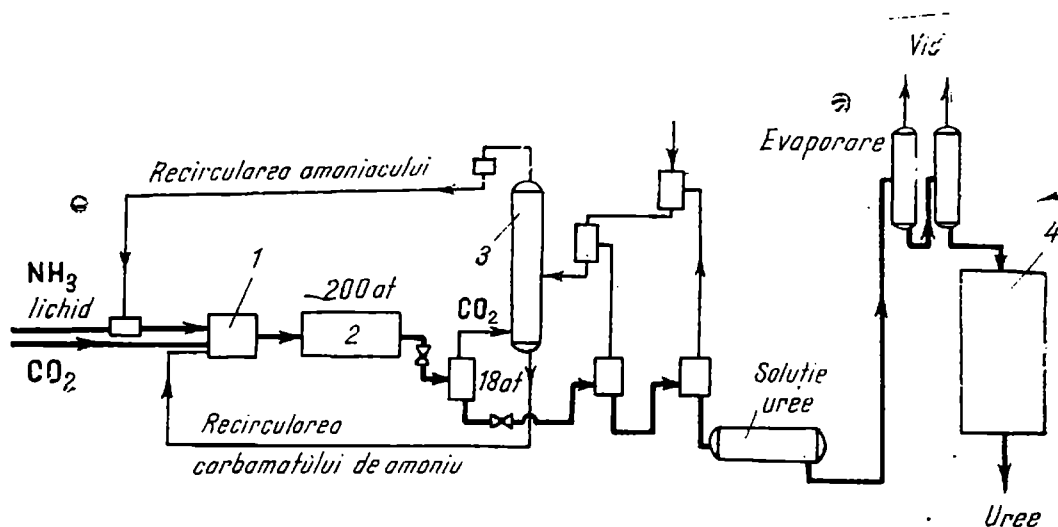 Vid
Evaporare
Recircularea amoniacului
3
4
NH₃
lichid
1
~200 at
2
CO₂
CO₂
18 at
Soluție
uree
Recircularea
carbamatului de amoniu
Uree